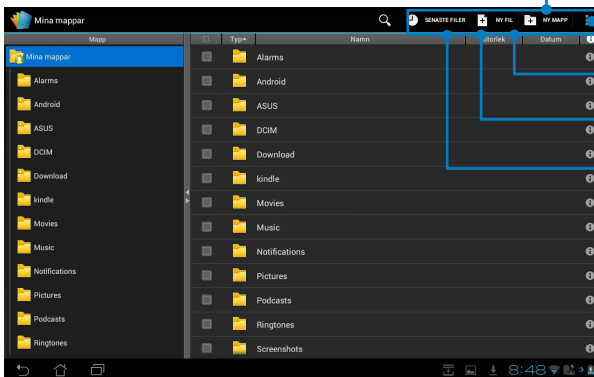 Mina mappar
SENASTE FILER NY FIL NY MAPP
Mapp Typ Namn Storlek Datum
Mina mappar
Alarms
Android
ASUS
DCIM
Download
kindle
Movies
Music
Notifications
Pictures
Podcasts
Ringtones
Alarms
Android
ASUS
DCIM
Download
kindle
Movies
Music
Notifications
Pictures
Podcasts
Ringtones
Screenshots
8:48